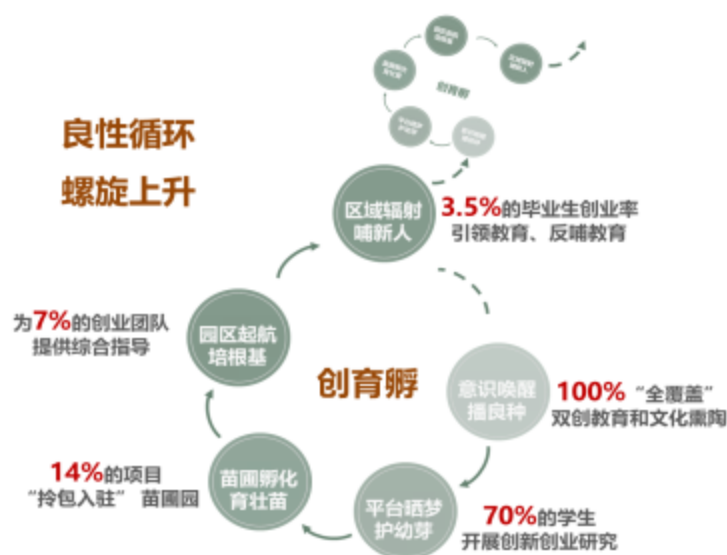 创育孵
良性循环
螺旋上升
区域辐射
哺新人
3.5%的毕业生创业率
引领教育、反哺教育
为7%的创业团队
提供综合指导
园区起航
培根基
创育孵
意识唤醒
播良种
100% “全覆盖”
双创教育和文化熏陶
14%的项目
“拎包入驻” 苗圃园
苗圃孵化
育壮苗
平台晒梦
护幼芽
70%的学生
开展创新创业研究